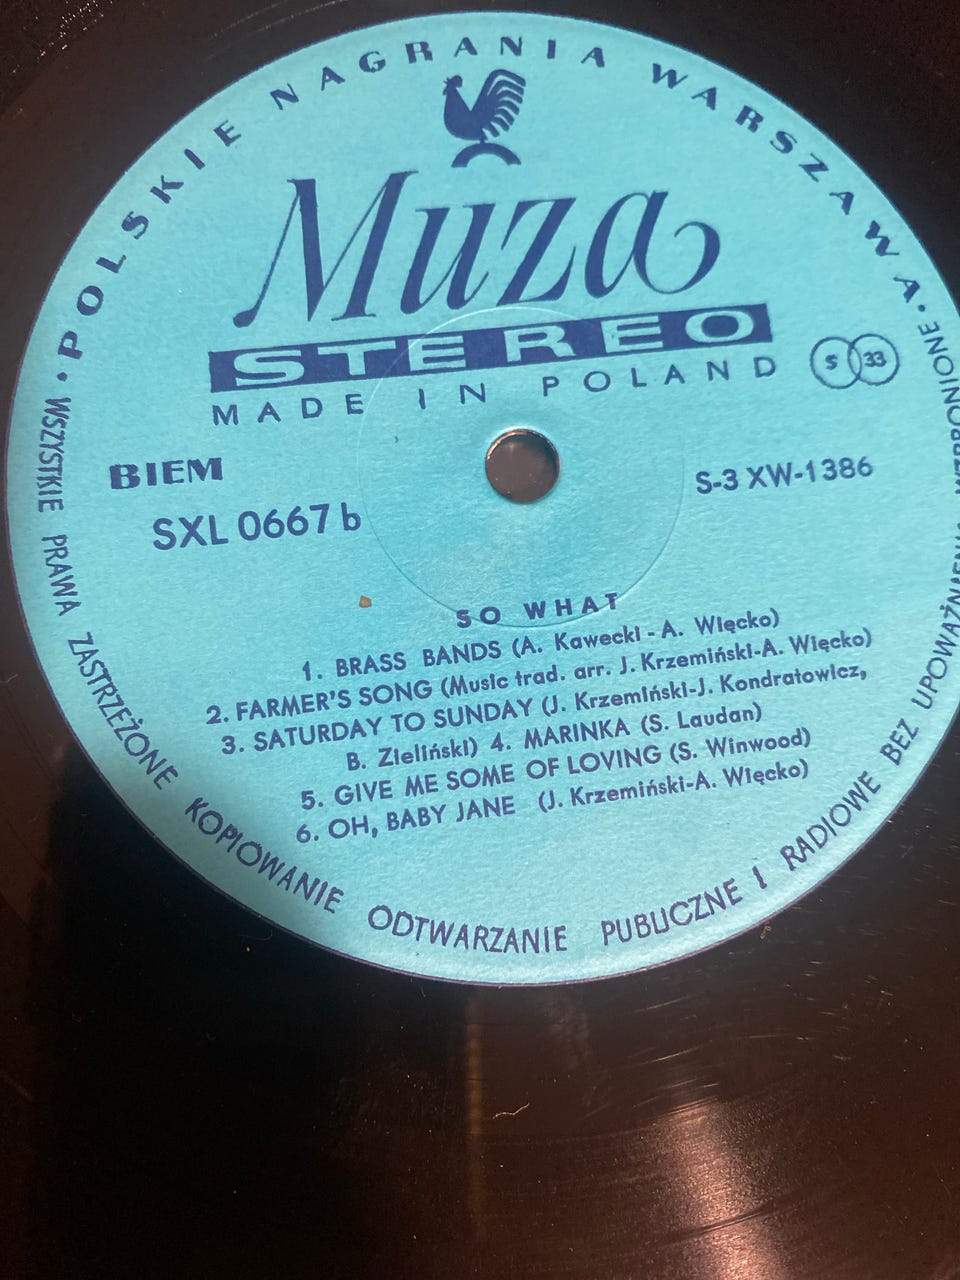 POLSKIE NAGRANIA WARSZAWA •
Muza
STEREO
MADE IN POLAND
S 33
BIEM
S-3 XW-1386
SXL 0667 b
SO WHAT
1. BRASS BANDS (A. Kawecki - A. Więcko)
2. FARMER'S SONG (Music trad. arr. J. Krzemiński-A. Więcko)
3. SATURDAY TO SUNDAY (J. Krzemiński-J. Kondratowicz,
B. Zieliński) 4. MARINKA (S. Laudan)
5. GIVE ME SOME OF LOVING (S. Winwood)
6. OH, BABY JANE (J. Krzemiński-A. Więcko)
• WSZYSTKIE PRAWA ZASTRZEŻONE KOPIOWANIE ODTWARZANIE PUBLICZNE I RADIOWE BEZ UPOWAŻNIENIA WZBRONIONE